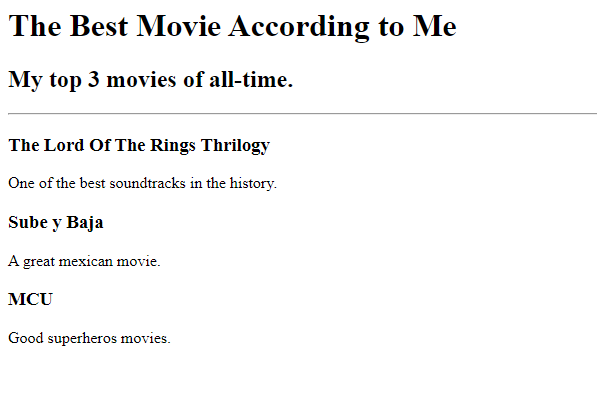 The Best Movie According to Me
My top 3 movies of all-time.
The Lord Of The Rings Thrilogy
One of the best soundtracks in the history.
Sube y Baja
A great mexican movie.
MCU
Good superheros movies.